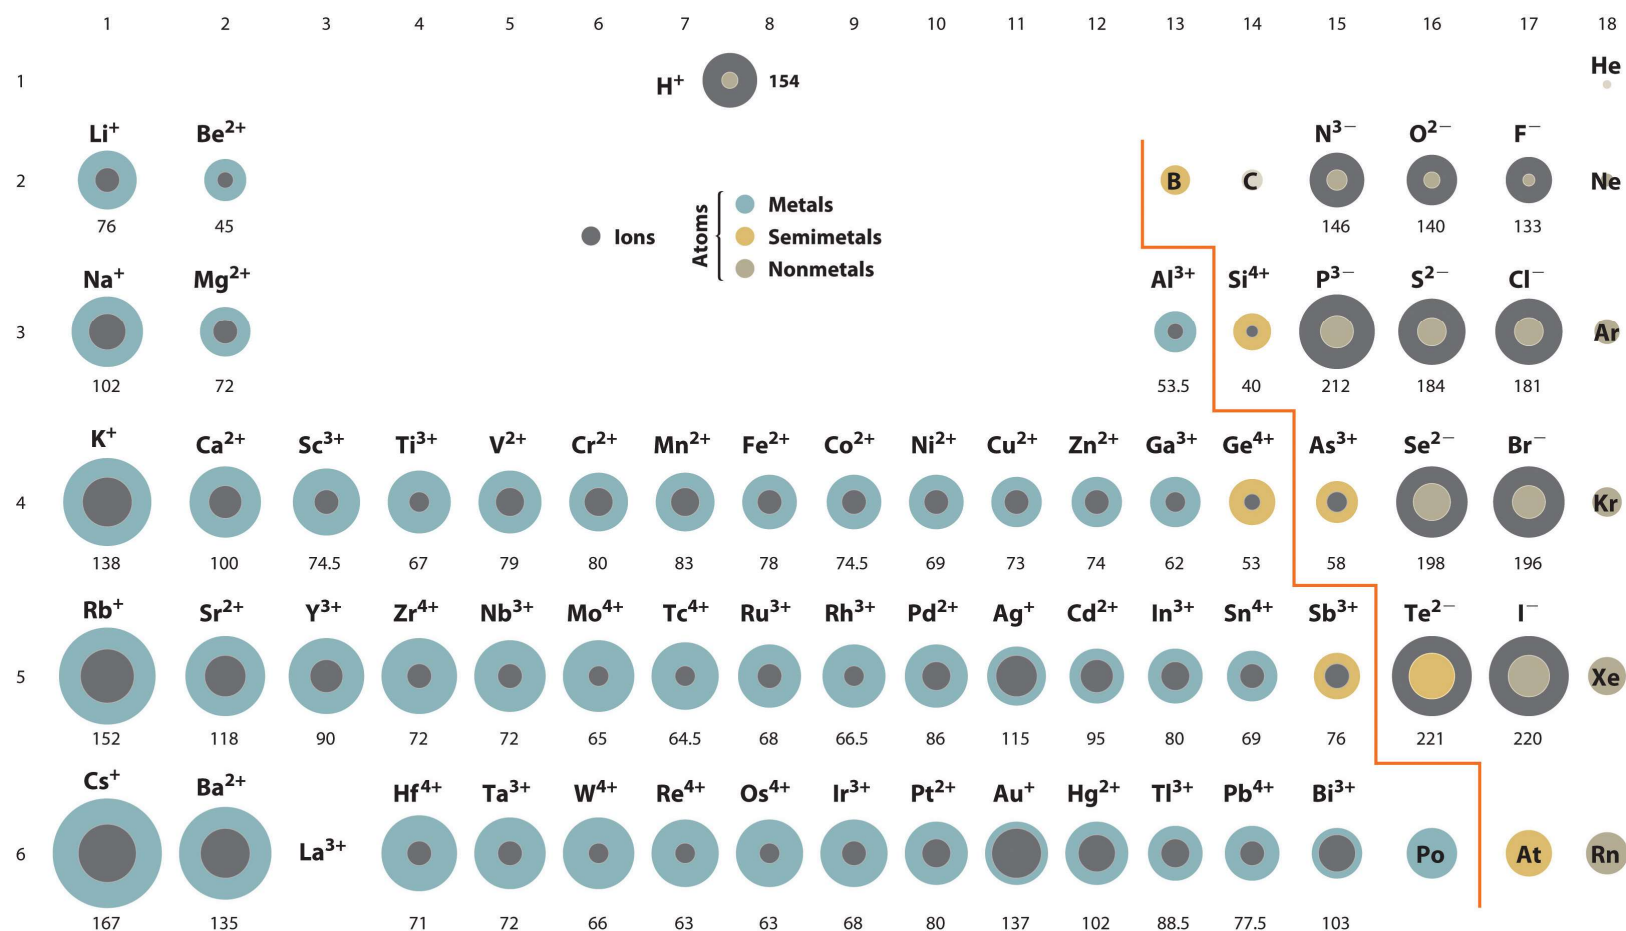 1 2 3 4 5 6 7 8 9 10 11 12 13 14 15 16 17 18
1 H⁺ 154 He
Li⁺ Be²⁺ N³⁻ O²⁻ F⁻
2 B C Ne
76 45 146 140 133
Atoms
Metals
Ions Semimetals
Nonmetals
Na⁺ Mg²⁺ Al³⁺ Si⁴⁺ P³⁻ S²⁻ Cl⁻
3 Ar
102 72 53.5 40 212 184 181
K⁺ Ca²⁺ Sc³⁺ Ti³⁺ V²⁺ Cr²⁺ Mn²⁺ Fe²⁺ Co²⁺ Ni²⁺ Cu²⁺ Zn²⁺ Ga³⁺ Ge⁴⁺ As³⁺ Se²⁻ Br⁻
4 Kr
138 100 74.5 67 79 80 83 78 74.5 69 73 74 62 53 58 198 196
Rb⁺ Sr²⁺ Y³⁺ Zr⁴⁺ Nb³⁺ Mo⁴⁺ Tc⁴⁺ Ru³⁺ Rh³⁺ Pd²⁺ Ag⁺ Cd²⁺ In³⁺ Sn⁴⁺ Sb³⁺ Te²⁻ I⁻
5 Xe
152 118 90 72 72 65 64.5 68 66.5 86 115 95 80 69 76 221 220
Cs⁺ Ba²⁺ Hf⁴⁺ Ta³⁺ W⁴⁺ Re⁴⁺ Os⁴⁺ Ir³⁺ Pt²⁺ Au⁺ Hg²⁺ Tl³⁺ Pb⁴⁺ Bi³⁺
6 La³⁺ Po At Rn
167 135 71 72 66 63 63 68 80 137 102 88.5 77.5 103